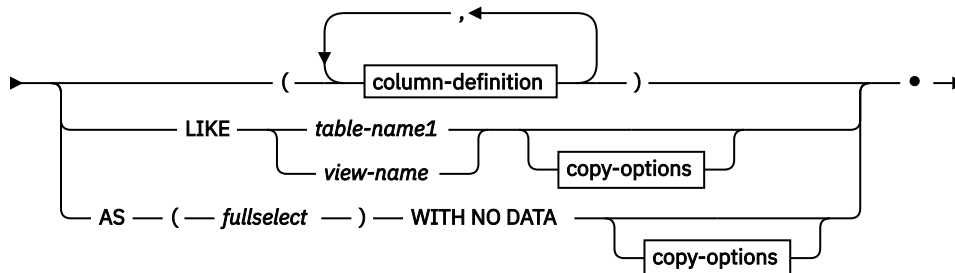 ,
( column-definition )
LIKE table-name1
copy-options
view-name
AS ( fullselect ) WITH NO DATA
copy-options